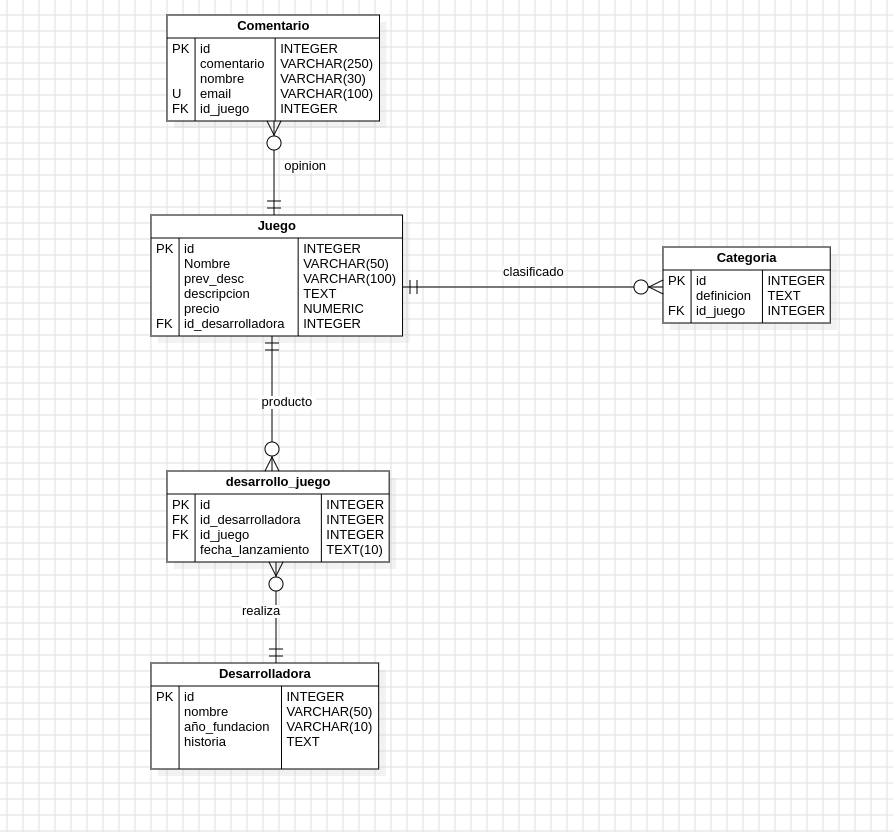 Comentario
PK id INTEGER
comentario VARCHAR(250)
nombre VARCHAR(30)
U email VARCHAR(100)
FK id_juego INTEGER
opinion
Juego
PK id INTEGER
Nombre VARCHAR(50)
prev_desc VARCHAR(100)
descripcion TEXT
precio NUMERIC
FK id_desarrolladora INTEGER
clasificado
Categoria
PK id INTEGER
definicion TEXT
FK id_juego INTEGER
producto
desarrollo_juego
PK id INTEGER
FK id_desarrolladora INTEGER
FK id_juego INTEGER
fecha_lanzamiento TEXT(10)
realiza
Desarrolladora
PK id INTEGER
nombre VARCHAR(50)
año_fundacion VARCHAR(10)
historia TEXT